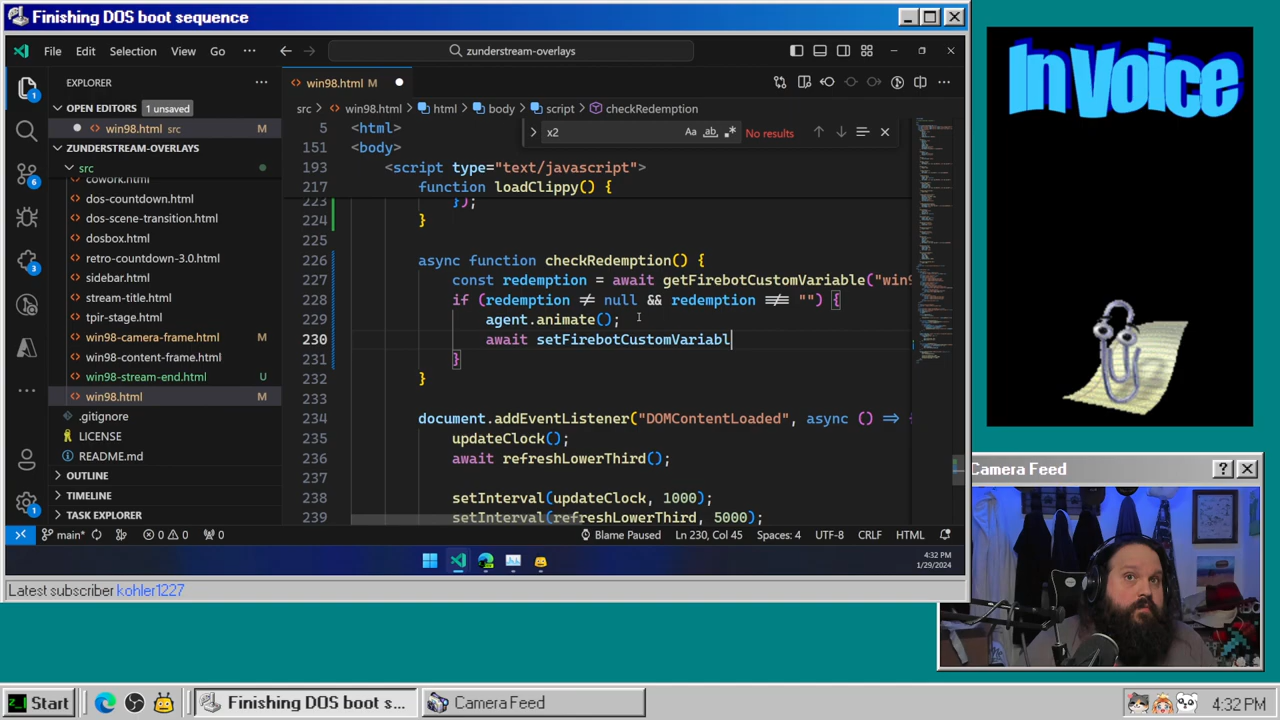 Finishing DOS boot sequence
File Edit Selection View Go ··· zunderstream-overlays
EXPLORER ···
win98.html M
OPEN EDITORS 1 unsaved
src > win98.html > html > body > script > checkRedemption
win98.html src M
5 <html>
x2 Aa ab .* No results
ZUNDERSTREAM-OVERLAYS
151 <body>
src
193 <script type="text/javascript">
cowork.html
217 function loadClippy() {
dos-countdown.html
223 });
dos-scene-transition.html
224 }
dosbox.html
225
retro-countdown-3.0.html
226 async function checkRedemption() {
sidebar.html
227 const redemption = await getFirebotCustomVariable("win9
stream-title.html
228 if (redemption ≠ null && redemption ≢ "") {
tpir-stage.html
229 agent.animate();
win98-camera-frame.html M
230 await setFirebotCustomVariabl
win98-content-frame.html
231 }
win98-stream-end.html U
232 }
win98.html M
233
.gitignore
234 document.addEventListener("DOMContentLoaded", async () ⇒ {
LICENSE
235 updateClock();
README.md
236 await refreshLowerThird();
OUTLINE
237
TIMELINE
238 setInterval(updateClock, 1000);
TASK EXPLORER
239 setInterval(refreshLowerThird, 5000);
main* 0 0 0 Blame Paused Ln 230, Col 45 Spaces: 4 UTF-8 CRLF HTML
1
6
3
1
4:32 PM
1/29/2024
Latest subscriber kohler1227
InVoice
Camera Feed
Start Finishing DOS boot s... Camera Feed 4:32 PM